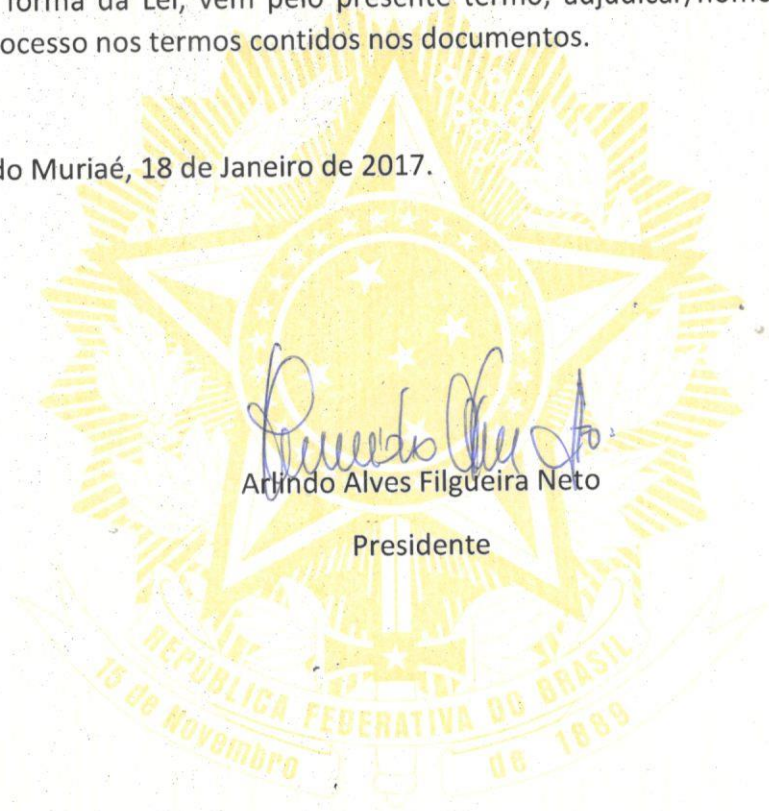 forma da Lei, vem pelo presente termo, adjudicar/homo
ocesso nos termos contidos nos documentos.
do Muriaé, 18 de Janeiro de 2017.
Arlindo Alves Filgueira Neto
Presidente
REPÚBLICA FEDERATIVA DO BRASIL
15 de Novembro de 1889